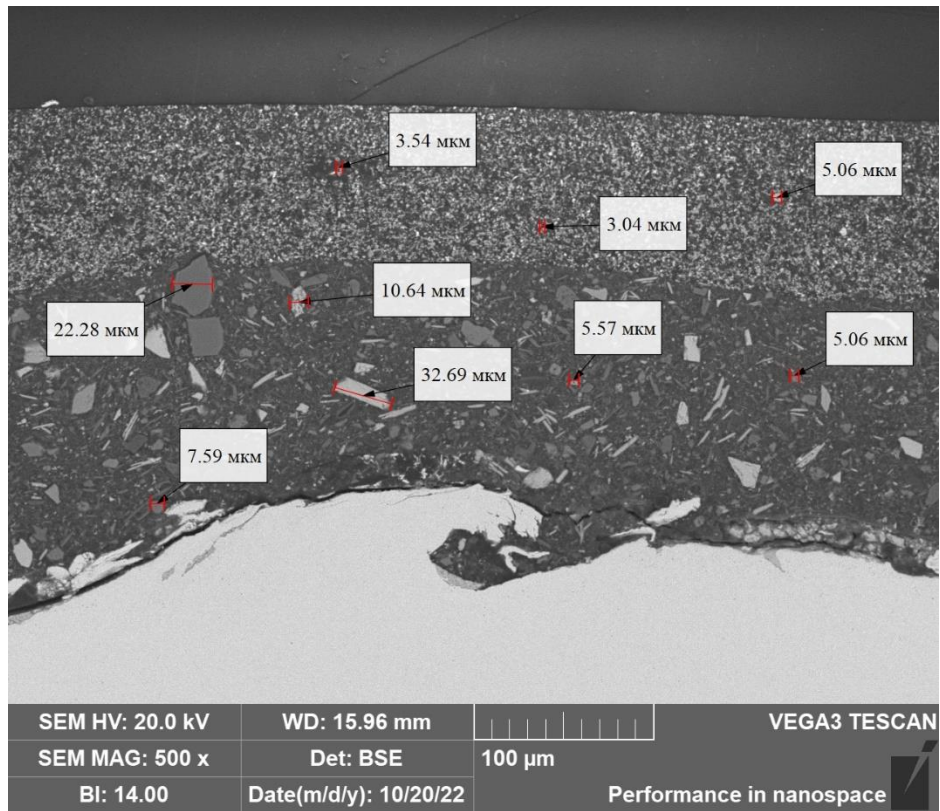 3.54 мкм
5.06 мкм
3.04 мкм
22.28 мкм
10.64 мкм
5.57 мкм
5.06 мкм
32.69 мкм
7.59 мкм
SEM HV: 20.0 kV
WD: 15.96 mm
VEGA3 TESCAN
SEM MAG: 500 x
Det: BSE
100 µm
BI: 14.00
Date(m/d/y): 10/20/22
Performance in nanospace